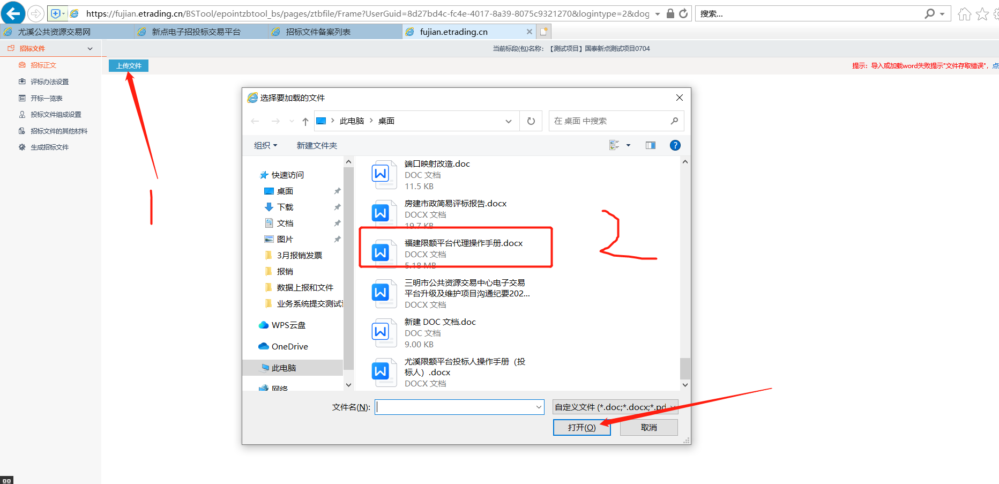 https://fujian.etrading.cn/BSTool/epointzbtool_bs/pages/ztbfile/Frame?UserGuid=8d27bd4c-fc4e-4017-8a39-8075c9321270&logintype=2&dog
搜索...
尤溪公共资源交易网
新点电子招投标交易平台
招标文件备案列表
fujian.etrading.cn
招标文件
当前标段(包)名称：【测试项目】国泰新点测试项目0704
招标正文
上传文件
提示：导入或加载word失败提示"文件存取错误"，点
评标办法设置
开标一览表
投标文件组成设置
招标文件的其他材料
生成招标文件
选择要加载的文件
此电脑
桌面
在 桌面 中搜索
组织
新建文件夹
快速访问
桌面
下载
文档
图片
3月报销发票
报销
数据上报和文件
业务系统提交测试
WPS云盘
OneDrive
此电脑
网络
端口映射改造.doc
DOC 文档
11.5 KB
房建市政简易评标报告.docx
DOCX 文档
19.7 KB
福建限额平台代理操作手册.docx
DOCX 文档
5.18 MB
三明市公共资源交易中心电子交易
平台升级及维护项目沟通纪要202...
DOCX 文档
新建 DOC 文档.doc
DOC 文档
9.00 KB
尤溪限额平台投标人操作手册（投
标人）.docx
DOCX 文档
1
2
文件名(N):
自定义文件 (*.doc;*.docx;*.pd
打开(O)
取消